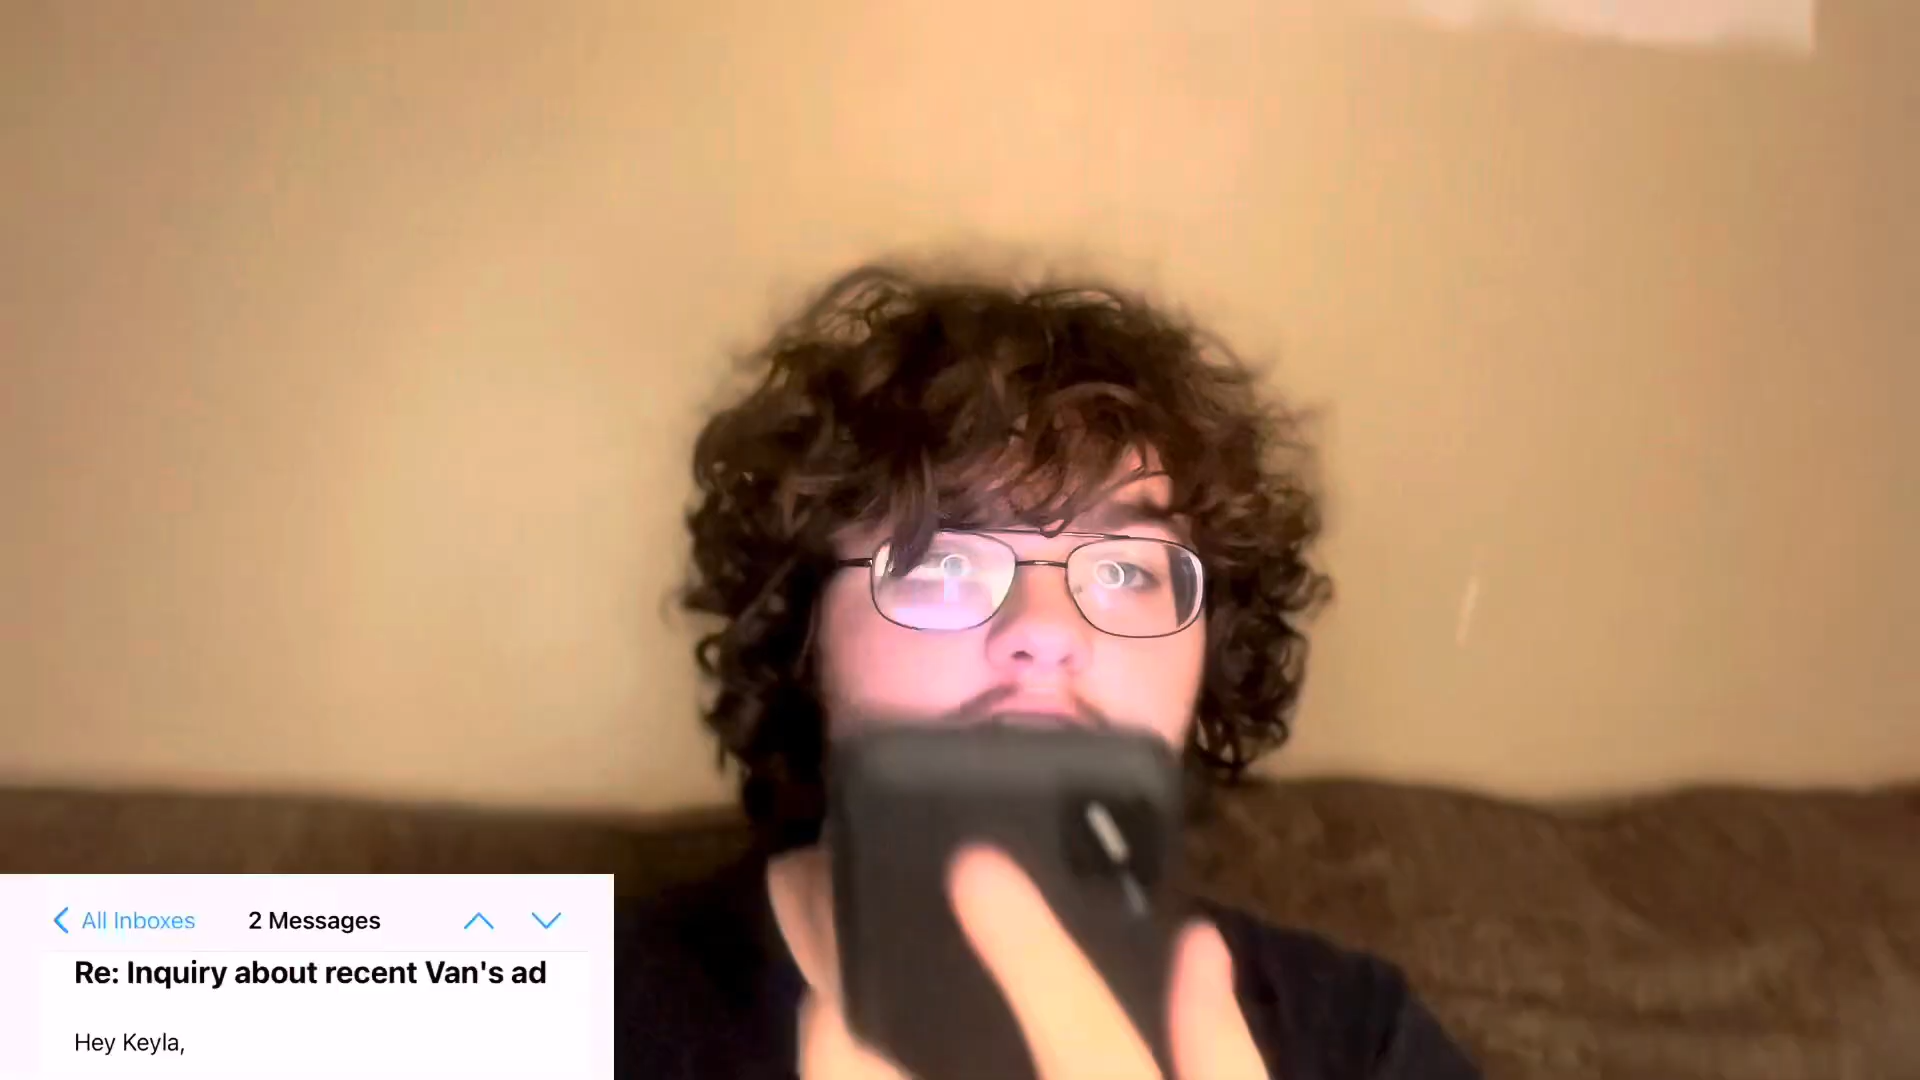 All Inboxes 2 Messages
Re: Inquiry about recent Van's ad
Hey Keyla,